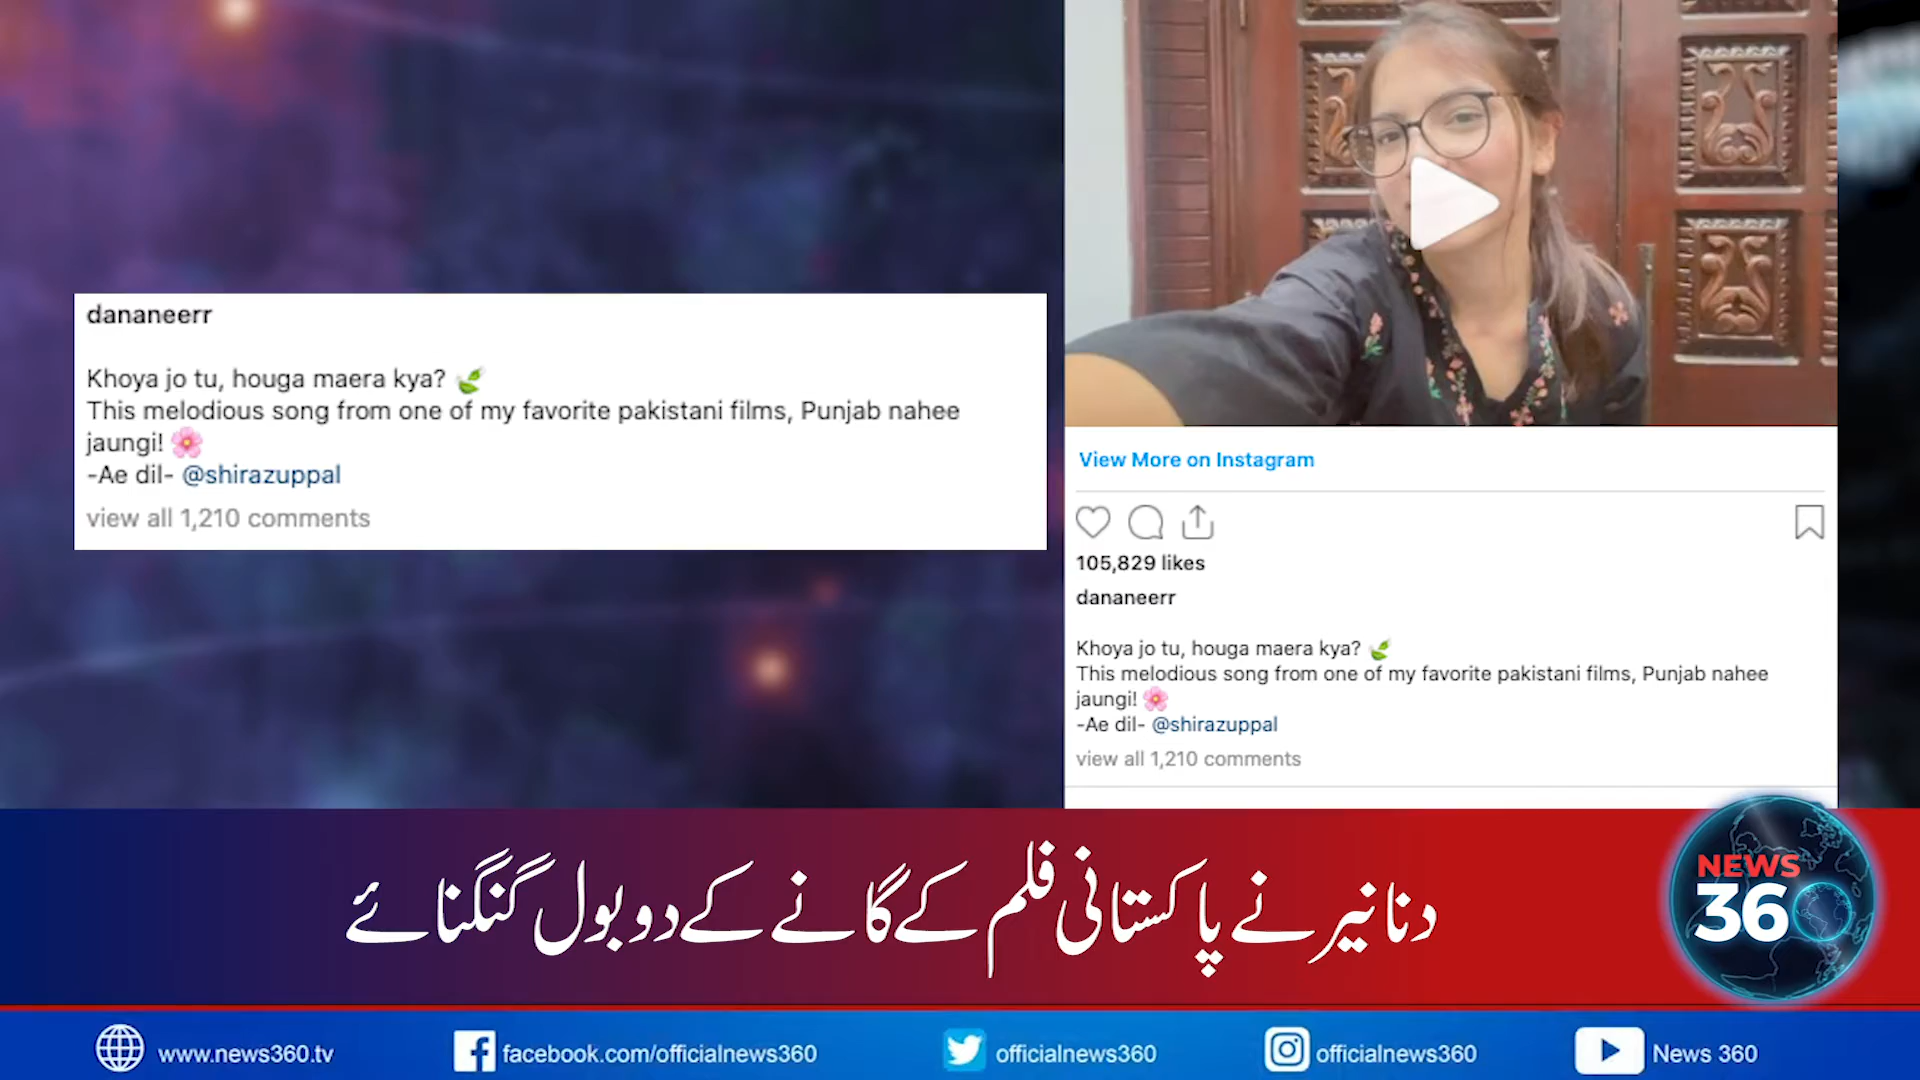 dananeerr
Khoya jo tu, houga maera kya? 🍃
This melodious song from one of my favorite pakistani films, Punjab nahee
jaungi! 🌸
-Ae dil- @shirazuppal
view all 1,210 comments
View More on Instagram
105,829 likes
dananeerr
Khoya jo tu, houga maera kya? 🍃
This melodious song from one of my favorite pakistani films, Punjab nahee
jaungi! 🌸
-Ae dil- @shirazuppal
view all 1,210 comments
دنانیر نے پاکستانی فلم کے گانے کے دو بول گنگنائے
NEWS
36
www.news360.tv
facebook.com/officialnews360
officialnews360
officialnews360
News 360